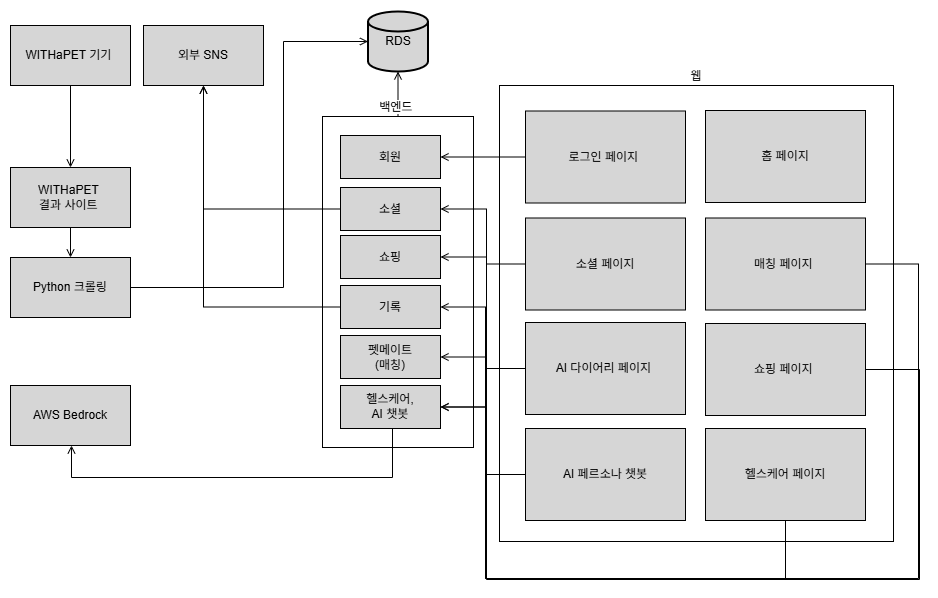 WITHaPET 기기
외부 SNS
RDS
웹
백엔드
회원
로그인 페이지
홈 페이지
WITHaPET
결과 사이트
소셜
쇼핑
소셜 페이지
매칭 페이지
Python 크롤링
기록
펫메이트
(매칭)
AI 다이어리 페이지
쇼핑 페이지
AWS Bedrock
헬스케어,
AI 챗봇
AI 페르소나 챗봇
헬스케어 페이지